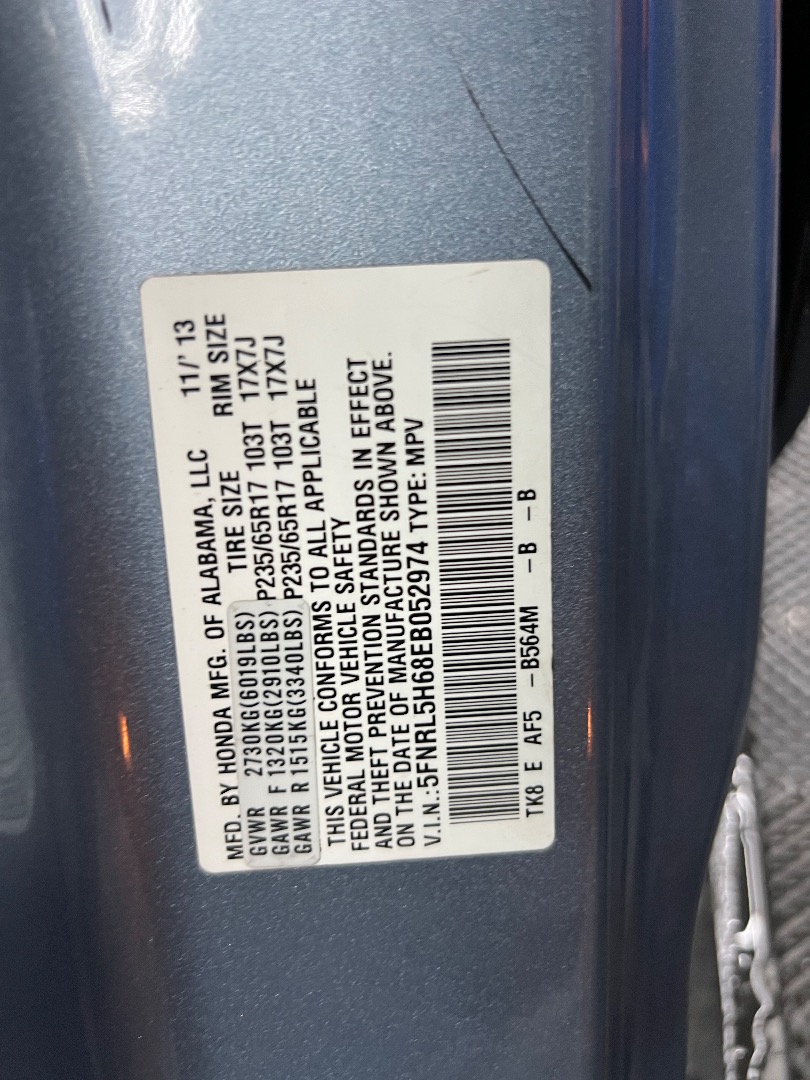 MFD. BY HONDA MFG. OF ALABAMA, LLC 11/' 13
GVWR 2730KG(6019LBS) TIRE SIZE RIM SIZE
GAWR F 1320KG(2910LBS) P235/65R17 103T 17X7J
GAWR R 1515KG(3340LBS) P235/65R17 103T 17X7J
THIS VEHICLE CONFORMS TO ALL APPLICABLE
FEDERAL MOTOR VEHICLE SAFETY
AND THEFT PREVENTION STANDARDS IN EFFECT
ON THE DATE OF MANUFACTURE SHOWN ABOVE.
V.I.N.:5FNRL5H68EB052974 TYPE: MPV
TK8 E AF5 -B564M -B -B